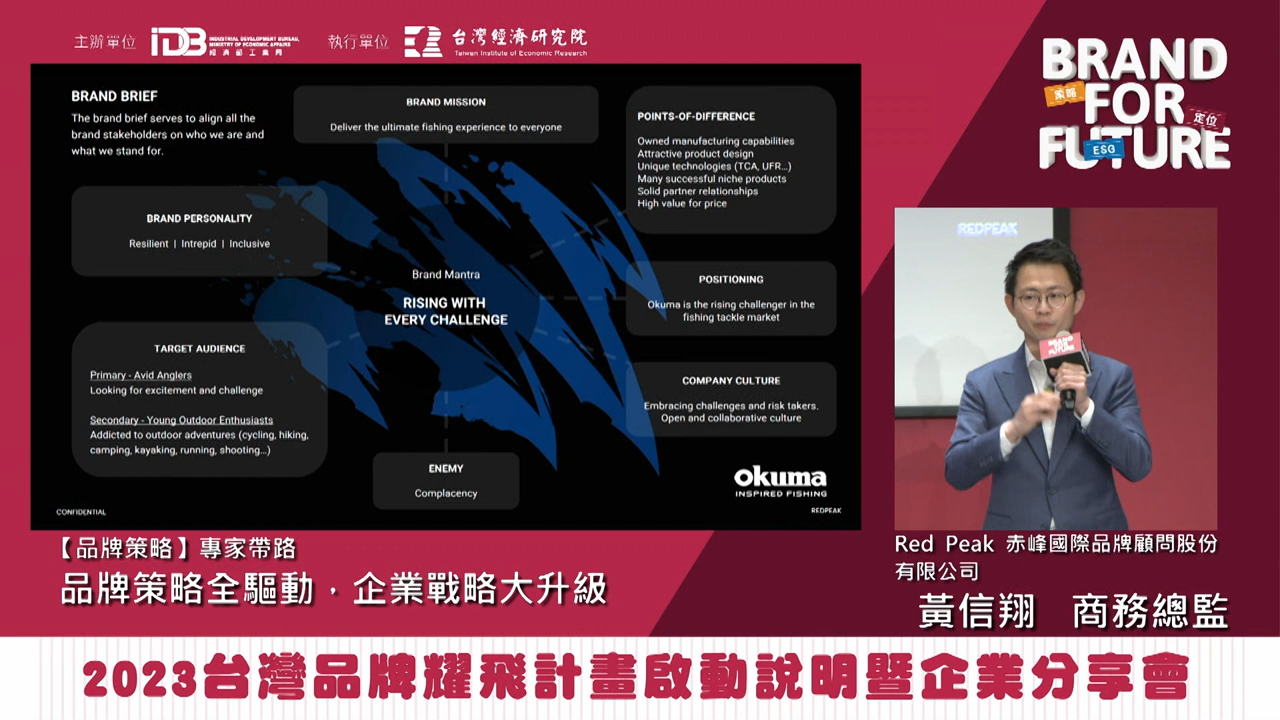 主辦單位
IDB
INDUSTRIAL DEVELOPMENT BUREAU,
MINISTRY OF ECONOMIC AFFAIRS
經濟部工業局
執行單位
台灣經濟研究院
Taiwan Institute of Economic Research
BRAND
策略
FOR
定位
FUTURE
ESG
BRAND BRIEF
The brand brief serves to align all the
brand stakeholders on who we are and
what we stand for.
BRAND MISSION
Deliver the ultimate fishing experience to everyone
POINTS-OF-DIFFERENCE
Owned manufacturing capabilities
Attractive product design
Unique technologies (TCA, UFR...)
Many successful niche products
Solid partner relationships
High value for price
BRAND PERSONALITY
Resilient | Intrepid | Inclusive
Brand Mantra
RISING WITH
EVERY CHALLENGE
POSITIONING
Okuma is the rising challenger in the
fishing tackle market
TARGET AUDIENCE
Primary - Avid Anglers
Looking for excitement and challenge
Secondary - Young Outdoor Enthusiasts
Addicted to outdoor adventures (cycling, hiking,
camping, kayaking, running, shooting...)
COMPANY CULTURE
Embracing challenges and risk takers.
Open and collaborative culture
ENEMY
Complacency
okuma
INSPIRED FISHING
CONFIDENTIAL
REDPEAK
REDPEAK
BRAND
FOR
FUTURE
【品牌策略】專家帶路
品牌策略全驅動，企業戰略大升級
Red Peak 赤峰國際品牌顧問股份
有限公司
黃信翔 商務總監
2023台灣品牌耀飛計畫啟動說明暨企業分享會